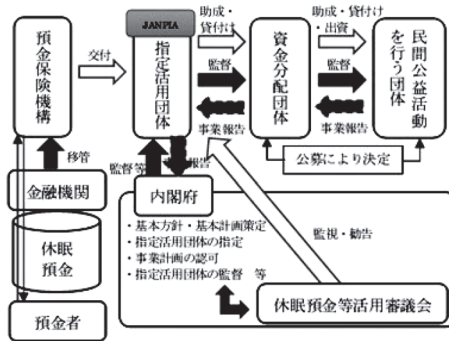 JANPIA
預金保険機構
交付
指定活用団体
助成・
貸付け
監督
事業報告
資金分配団体
助成・貸付け
・出資
監督
事業報告
民間公益活動
を行う団体
公募により決定
移管
金融機関
休眠
預金
預金者
監督等
報告
内閣府
・基本方針・基本計画策定
・指定活用団体の指定
・事業計画の認可
・指定活用団体の監督 等
監視・勧告
休眠預金等活用審議会